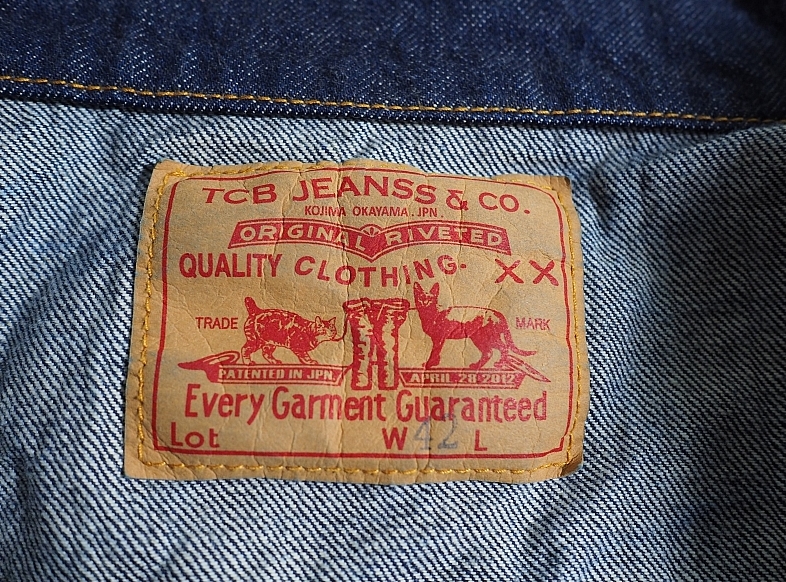 TCB JEANSS & CO.
KOJIMA OKAYAMA. JPN.
ORIGINAL RIVETED
QUALITY CLOTHING. XX
TRADE MARK
PATENTED IN JPN. APRIL.28.2012
Every Garment Guaranteed
Lot W 42 L